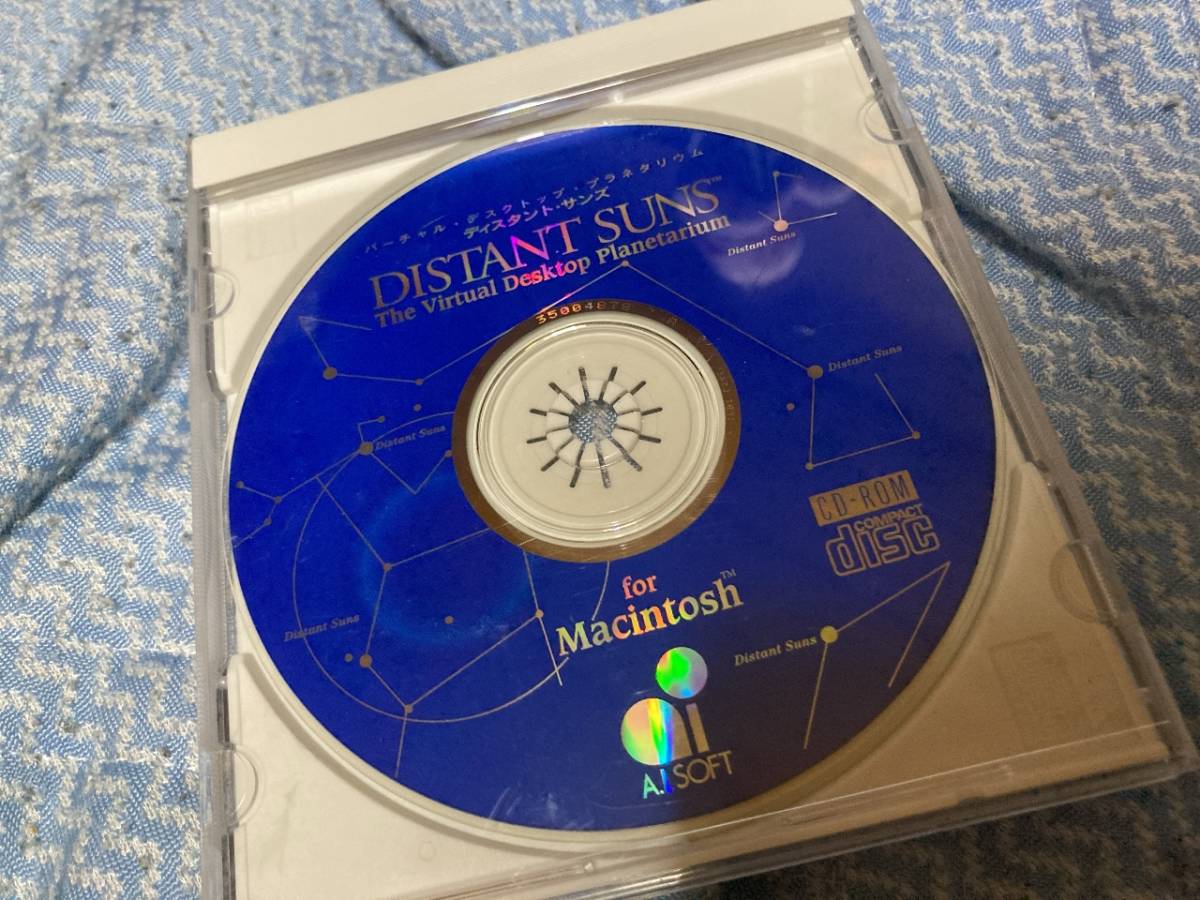 バーチャル・デスクトップ・プラネタリウム
ディスタント・サンズ
DISTANT SUNS™
The Virtual Desktop Planetarium
Distant Suns
Distant Suns
Distant Suns
Distant Suns
Distant Suns
CD-ROM
COMPACT
disc
for
Macintosh™
A.I.SOFT